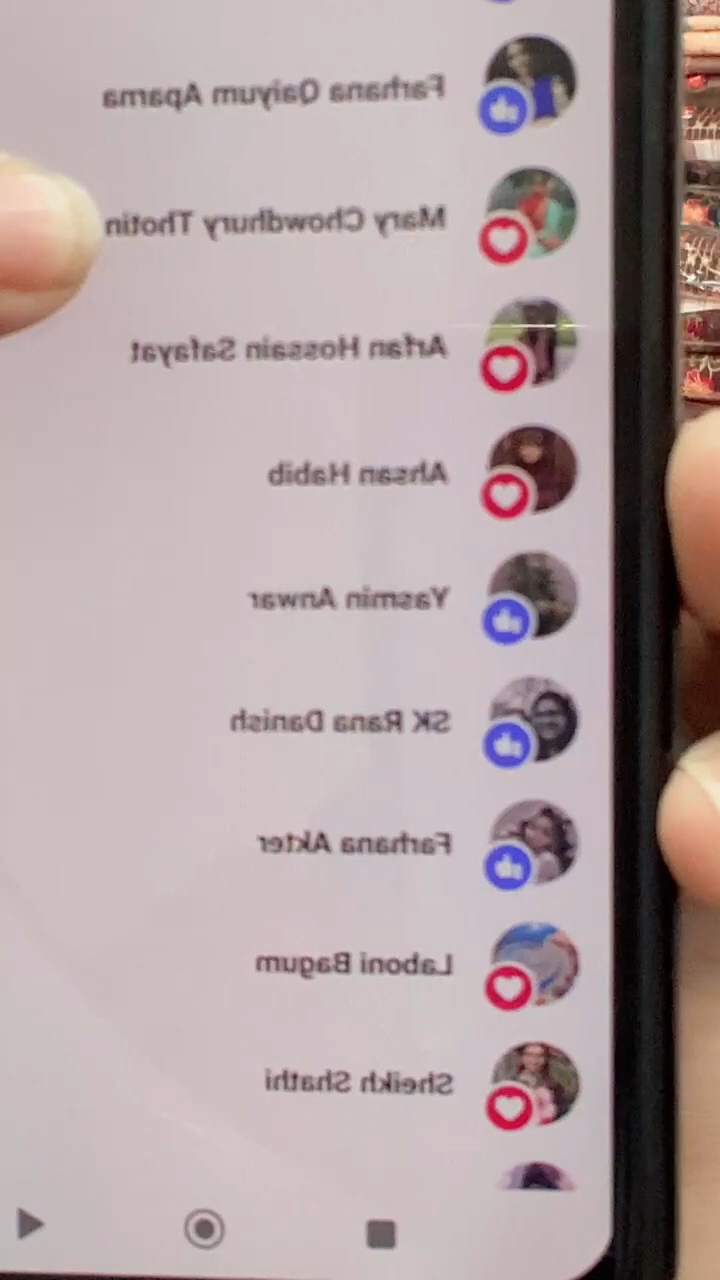 Farhana Qaiyum Aparna
Mary Chowdhury Thotin
Arfan Hossain Safayat
Ahsan Habib
Yasmin Anwar
SK Rana Danish
Farhana Akter
Laboni Bagum
Sheikh Shathi